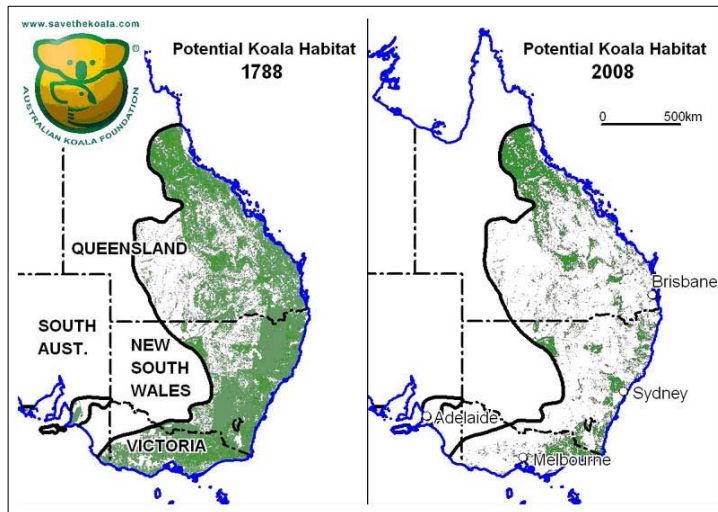 www.savethekoala.com
®
AUSTRALIAN KOALA FOUNDATION
Potential Koala Habitat
1788
QUEENSLAND
SOUTH
AUST.
NEW
SOUTH
WALES
VICTORIA
Potential Koala Habitat
2008
0 500km
Brisbane
Sydney
Adelaide
Melbourne